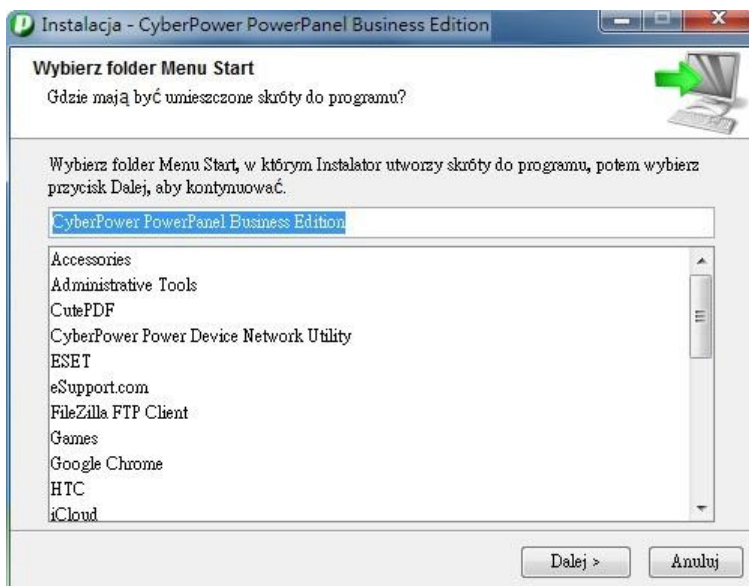 Instalacja - CyberPower PowerPanel Business Edition
Wybierz folder Menu Start
Gdzie mają być umieszczone skróty do programu?
Wybierz folder Menu Start, w którym Instalator utworzy skróty do programu, potem wybierz
przycisk Dalej, aby kontynuować.
CyberPower PowerPanel Business Edition
Accessories
Administrative Tools
CutePDF
CyberPower Power Device Network Utility
ESET
eSupport.com
FileZilla FTP Client
Games
Google Chrome
HTC
iCloud
Dalej >
Anuluj